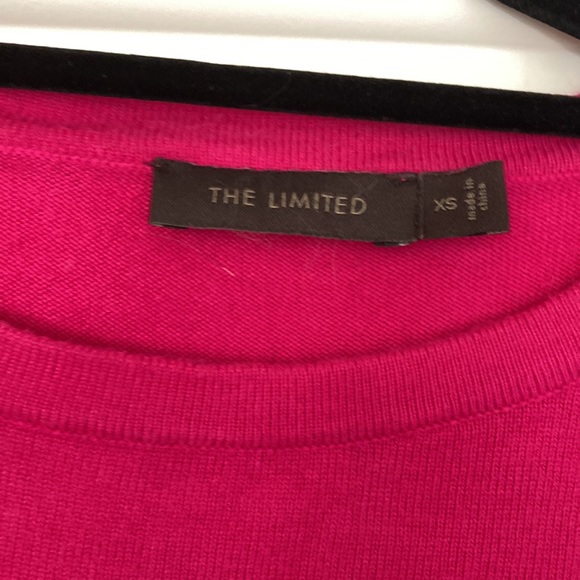 THE LIMITED
XS
made in
china